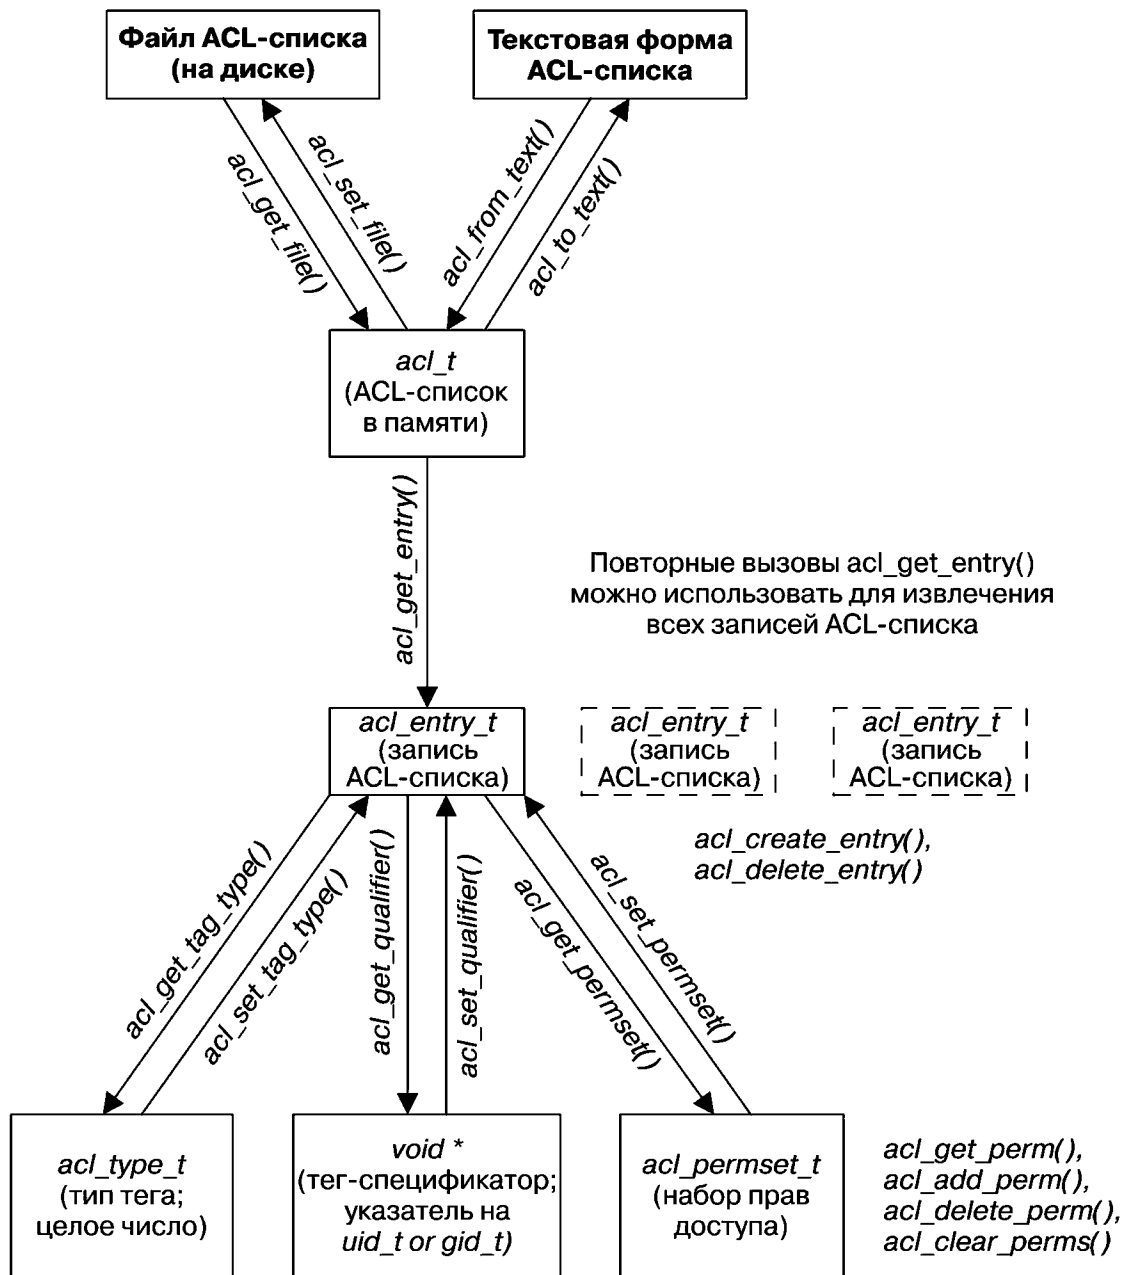 Файл ACL-списка
(на диске)
Текстовая форма
ACL-списка
acl_get_file()
acl_set_file()
acl_from_text()
acl_to_text()
acl_t
(ACL-список
в памяти)
acl_get_entry()
Повторные вызовы acl_get_entry()
можно использовать для извлечения
всех записей ACL-списка
acl_entry_t
(запись
ACL-списка)
acl_entry_t
(запись
ACL-списка)
acl_entry_t
(запись
ACL-списка)
acl_create_entry(),
acl_delete_entry()
acl_get_tag_type()
acl_set_tag_type()
acl_get_qualifier()
acl_set_qualifier()
acl_get_permset()
acl_set_permset()
acl_type_t
(тип тега;
целое число)
void *
(тег-спецификатор;
указатель на
uid_t or gid_t)
acl_permset_t
(набор прав
доступа)
acl_get_perm(),
acl_add_perm(),
acl_delete_perm(),
acl_clear_perms()